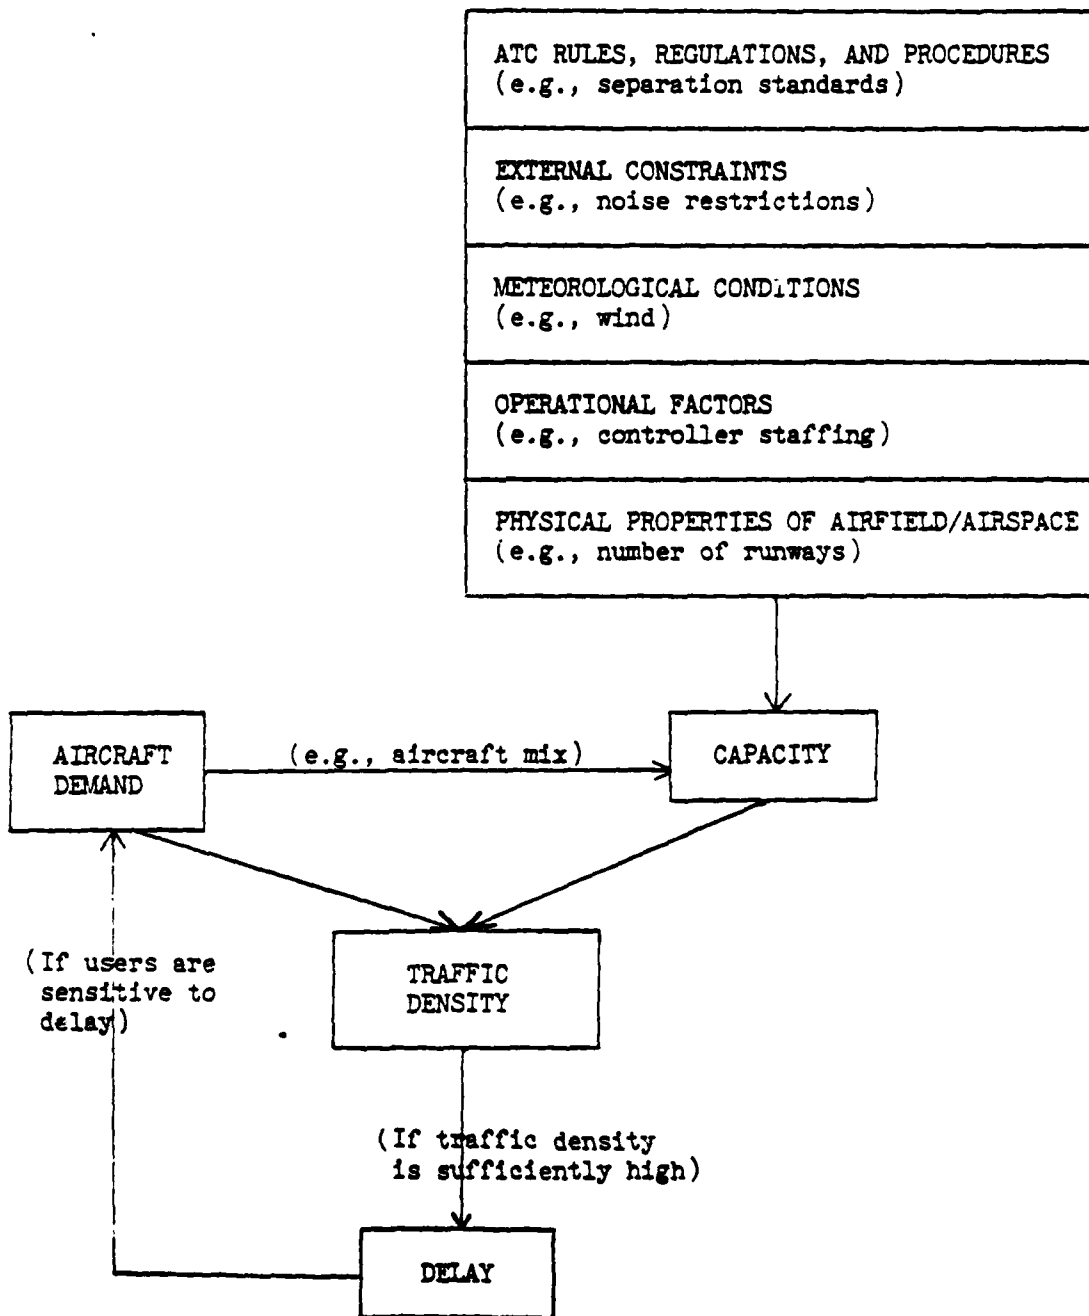 ATC RULES, REGULATIONS, AND PROCEDURES
(e.g., separation standards)
EXTERNAL CONSTRAINTS
(e.g., noise restrictions)
METEOROLOGICAL CONDITIONS
(e.g., wind)
OPERATIONAL FACTORS
(e.g., controller staffing)
PHYSICAL PROPERTIES OF AIRFIELD/AIRSPACE
(e.g., number of runways)
AIRCRAFT
DEMAND
(e.g., aircraft mix)
CAPACITY
(If users are
sensitive to
delay)
TRAFFIC
DENSITY
(If traffic density
is sufficiently high)
DELAY